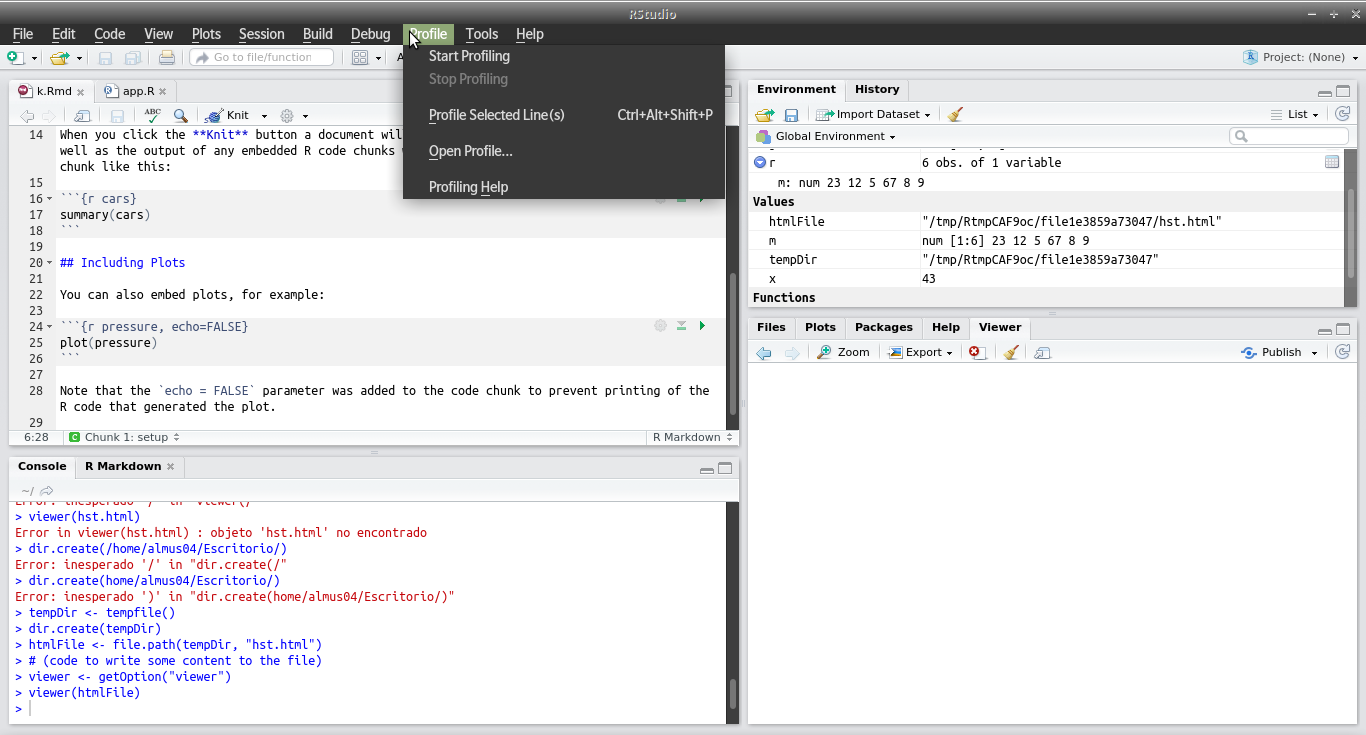 RStudio
File Edit Code View Plots Session Build Debug Profile Tools Help
Go to file/function
Project: (None)
Start Profiling
Stop Profiling
Profile Selected Line(s) Ctrl+Alt+Shift+P
Open Profile...
Profiling Help
k.Rmd app.R
ABC Knit
14 When you click the **Knit** button a document
well as the output of any embedded R code chunks
chunk like this:
15
16 ```{r cars}
17 summary(cars)
18 ```
19
20 ## Including Plots
21
22 You can also embed plots, for example:
23
24 ```{r pressure, echo=FALSE}
25 plot(pressure)
26 ```
27
28 Note that the `echo = FALSE` parameter was added to the code chunk to prevent printing of the
R code that generated the plot.
29
6:28 C Chunk 1: setup R Markdown
Console R Markdown
~/
Error: inesperado '/' in "viewer(/"
> viewer(hst.html)
Error in viewer(hst.html) : objeto 'hst.html' no encontrado
> dir.create(/home/almus04/Escritorio/)
Error: inesperado '/' in "dir.create(/"
> dir.create(home/almus04/Escritorio/)
Error: inesperado ')' in "dir.create(home/almus04/Escritorio/)"
> tempDir <- tempfile()
> dir.create(tempDir)
> htmlFile <- file.path(tempDir, "hst.html")
> # (code to write some content to the file)
> viewer <- getOption("viewer")
> viewer(htmlFile)
>
Environment History
Import Dataset List
Global Environment
r 6 obs. of 1 variable
m: num 23 12 5 67 8 9
Values
htmlFile "/tmp/RtmpCAF9oc/file1e3859a73047/hst.html"
m num [1:6] 23 12 5 67 8 9
tempDir "/tmp/RtmpCAF9oc/file1e3859a73047"
x 43
Functions
Files Plots Packages Help Viewer
Zoom Export Publish